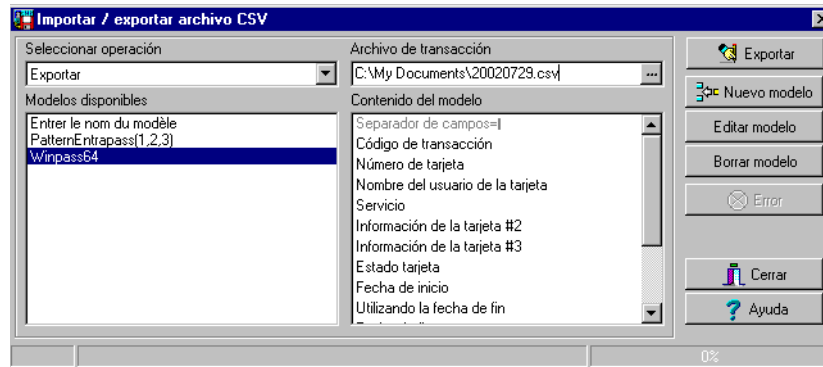 Importar / exportar archivo CSV
Seleccionar operación
Exportar
Modelos disponibles
Entrer le nom du modèle
PatternEntrapass(1,2,3)
Winpass64
Archivo de transacción
C:\My Documents\20020729.csv
...
Contenido del modelo
Separador de campos=|
Código de transacción
Número de tarjeta
Nombre del usuario de la tarjeta
Servicio
Información de la tarjeta #2
Información de la tarjeta #3
Estado tarjeta
Fecha de inicio
Utilizando la fecha de fin
Exportar
Nuevo modelo
Editar modelo
Borrar modelo
Error
Cerrar
Ayuda
0%